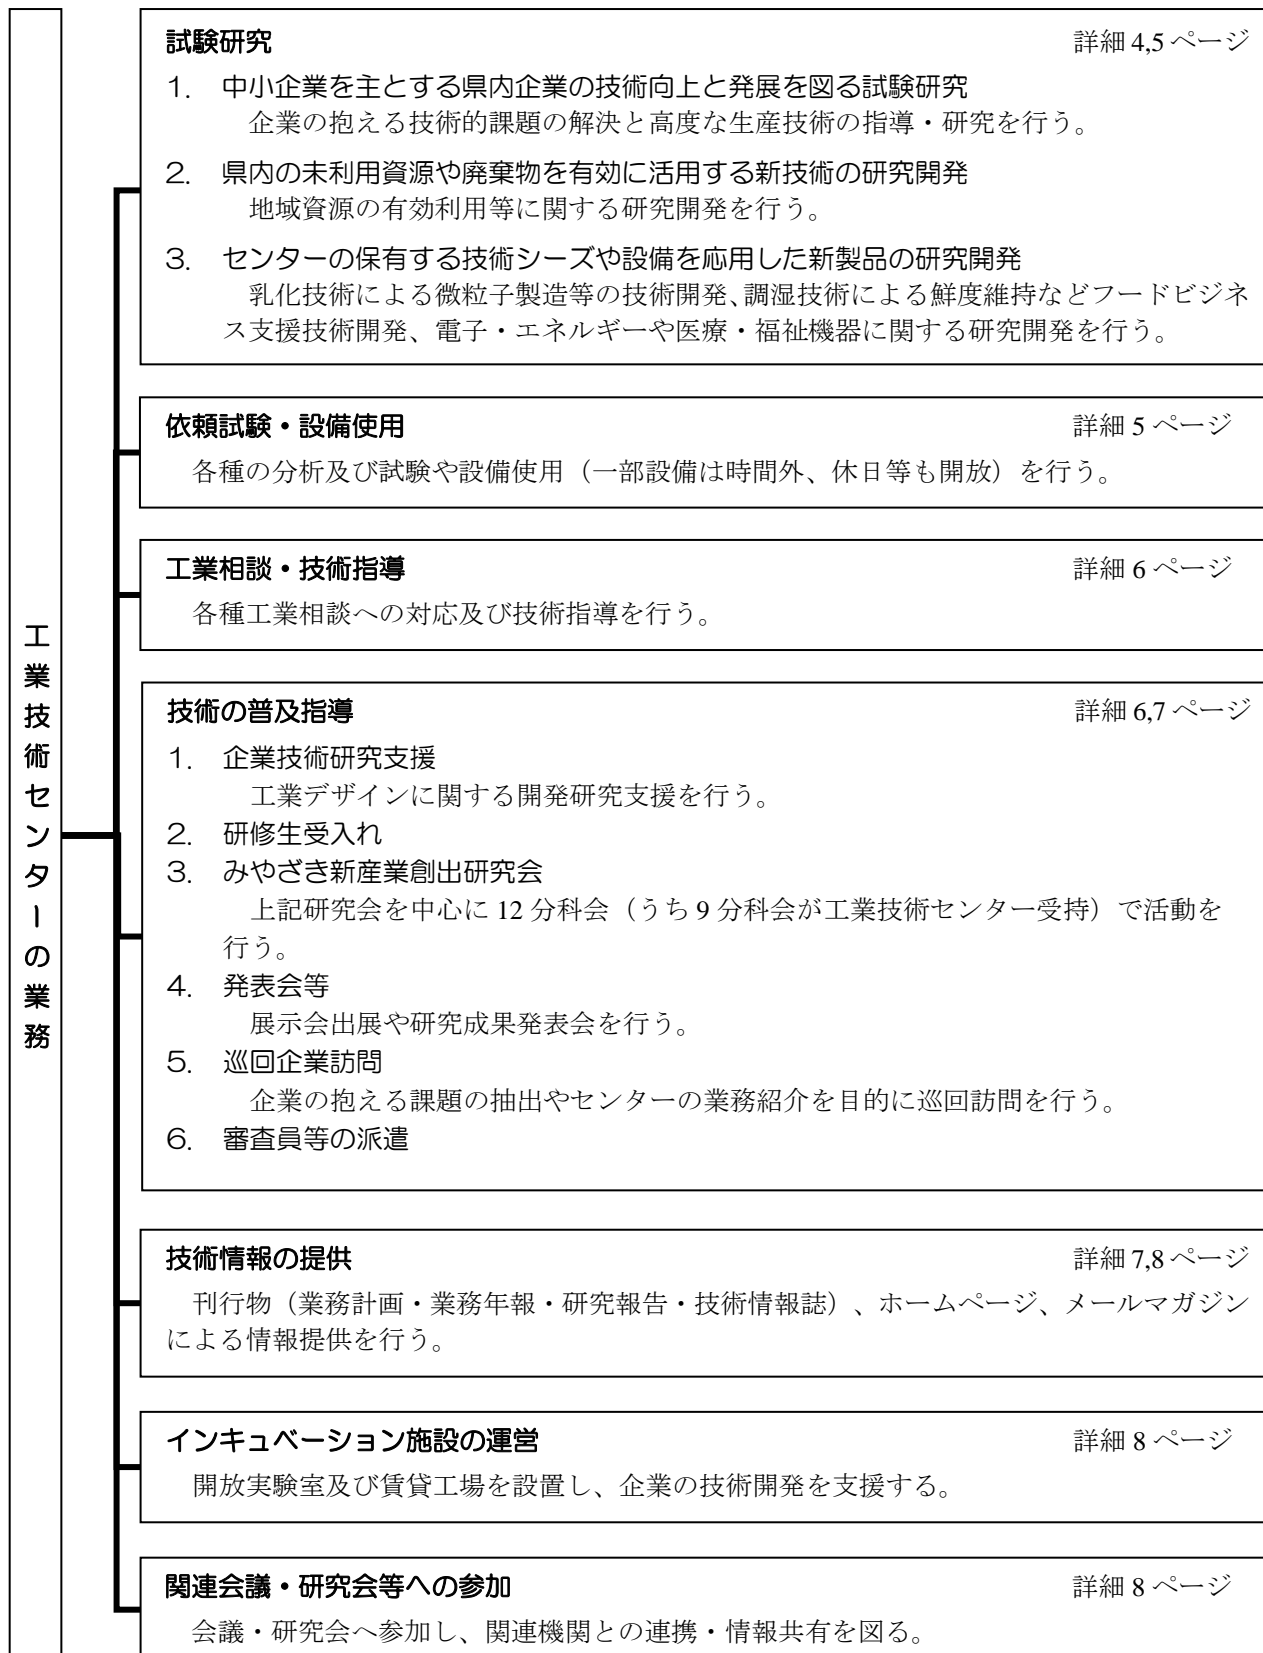 工業技術センターの業務
試験研究 詳細 4,5 ページ
1. 中小企業を主とする県内企業の技術向上と発展を図る試験研究
企業の抱える技術的課題の解決と高度な生産技術の指導・研究を行う。
2. 県内の未利用資源や廃棄物を有効に活用する新技術の研究開発
地域資源の有効利用等に関する研究開発を行う。
3. センターの保有する技術シーズや設備を応用した新製品の研究開発
乳化技術による微粒子製造等の技術開発、調湿技術による鮮度維持などフードビジネ
ス支援技術開発、電子・エネルギーや医療・福祉機器に関する研究開発を行う。
依頼試験・設備使用 詳細 5 ページ
各種の分析及び試験や設備使用（一部設備は時間外、休日等も開放）を行う。
工業相談・技術指導 詳細 6 ページ
各種工業相談への対応及び技術指導を行う。
技術の普及指導 詳細 6,7 ページ
1. 企業技術研究支援
工業デザインに関する開発研究支援を行う。
2. 研修生受入れ
3. みやざき新産業創出研究会
上記研究会を中心に 12 分科会（うち 9 分科会が工業技術センター受持）で活動を
行う。
4. 発表会等
展示会出展や研究成果発表会を行う。
5. 巡回企業訪問
企業の抱える課題の抽出やセンターの業務紹介を目的に巡回訪問を行う。
6. 審査員等の派遣
技術情報の提供 詳細 7,8 ページ
刊行物（業務計画・業務年報・研究報告・技術情報誌）、ホームページ、メールマガジン
による情報提供を行う。
インキュベーション施設の運営 詳細 8 ページ
開放実験室及び賃貸工場を設置し、企業の技術開発を支援する。
関連会議・研究会等への参加 詳細 8 ページ
会議・研究会へ参加し、関連機関との連携・情報共有を図る。